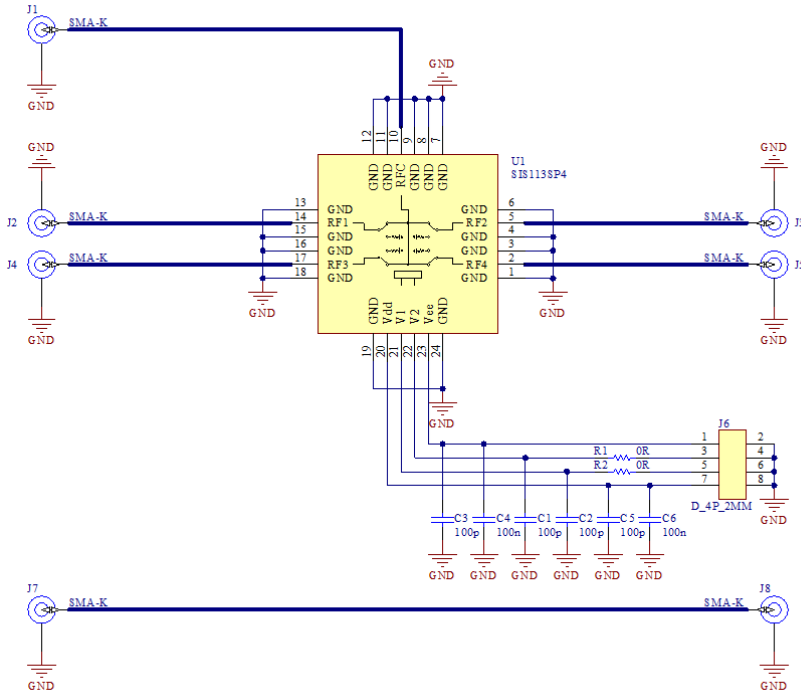 J1
SMA-K
GND
GND
12
11
10
9
8
7
GND
GND
RFC
GND
GND
GND
U1
SIS113SP4
GND
GND
13
GND
GND
6
J2
SMA-K
14
RF1
RF2
5
SMA-K
15
GND
GND
4
16
GND
GND
3
J4
SMA-K
17
RF3
RF4
2
SMA-K
18
GND
GND
1
GND
GND
GND
Vdd
V1
V2
Vee
GND
19
20
21
22
23
24
GND
GND
GND
J6
1
2
R1
0R
3
4
R2
0R
5
6
7
8
D_4P_2MM
GND
C3
100p
C4
100n
C1
100p
C2
100p
C5
100p
C6
100n
GND
GND
GND
GND
GND
GND
J7
SMA-K
SMA-K
J8
GND
GND